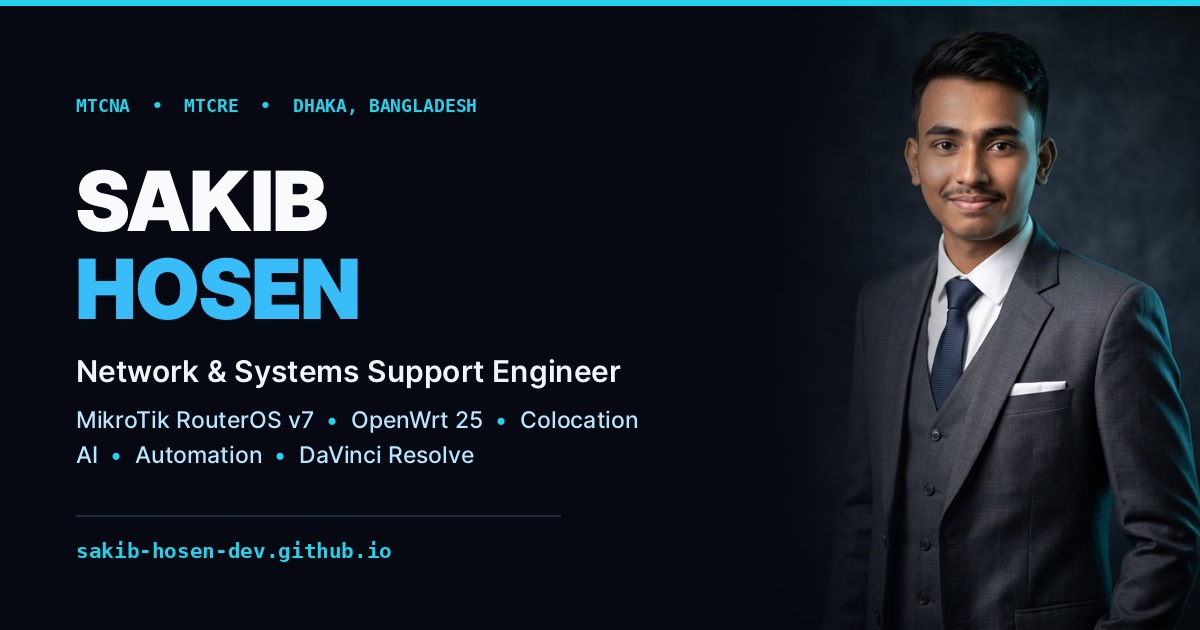 MTCNA • MTCRE • DHAKA, BANGLADESH
SAKIB
HOSEN
Network & Systems Support Engineer
MikroTik RouterOS v7 • OpenWrt 25 • Colocation
AI • Automation • DaVinci Resolve
sakib-hosen-dev.github.io